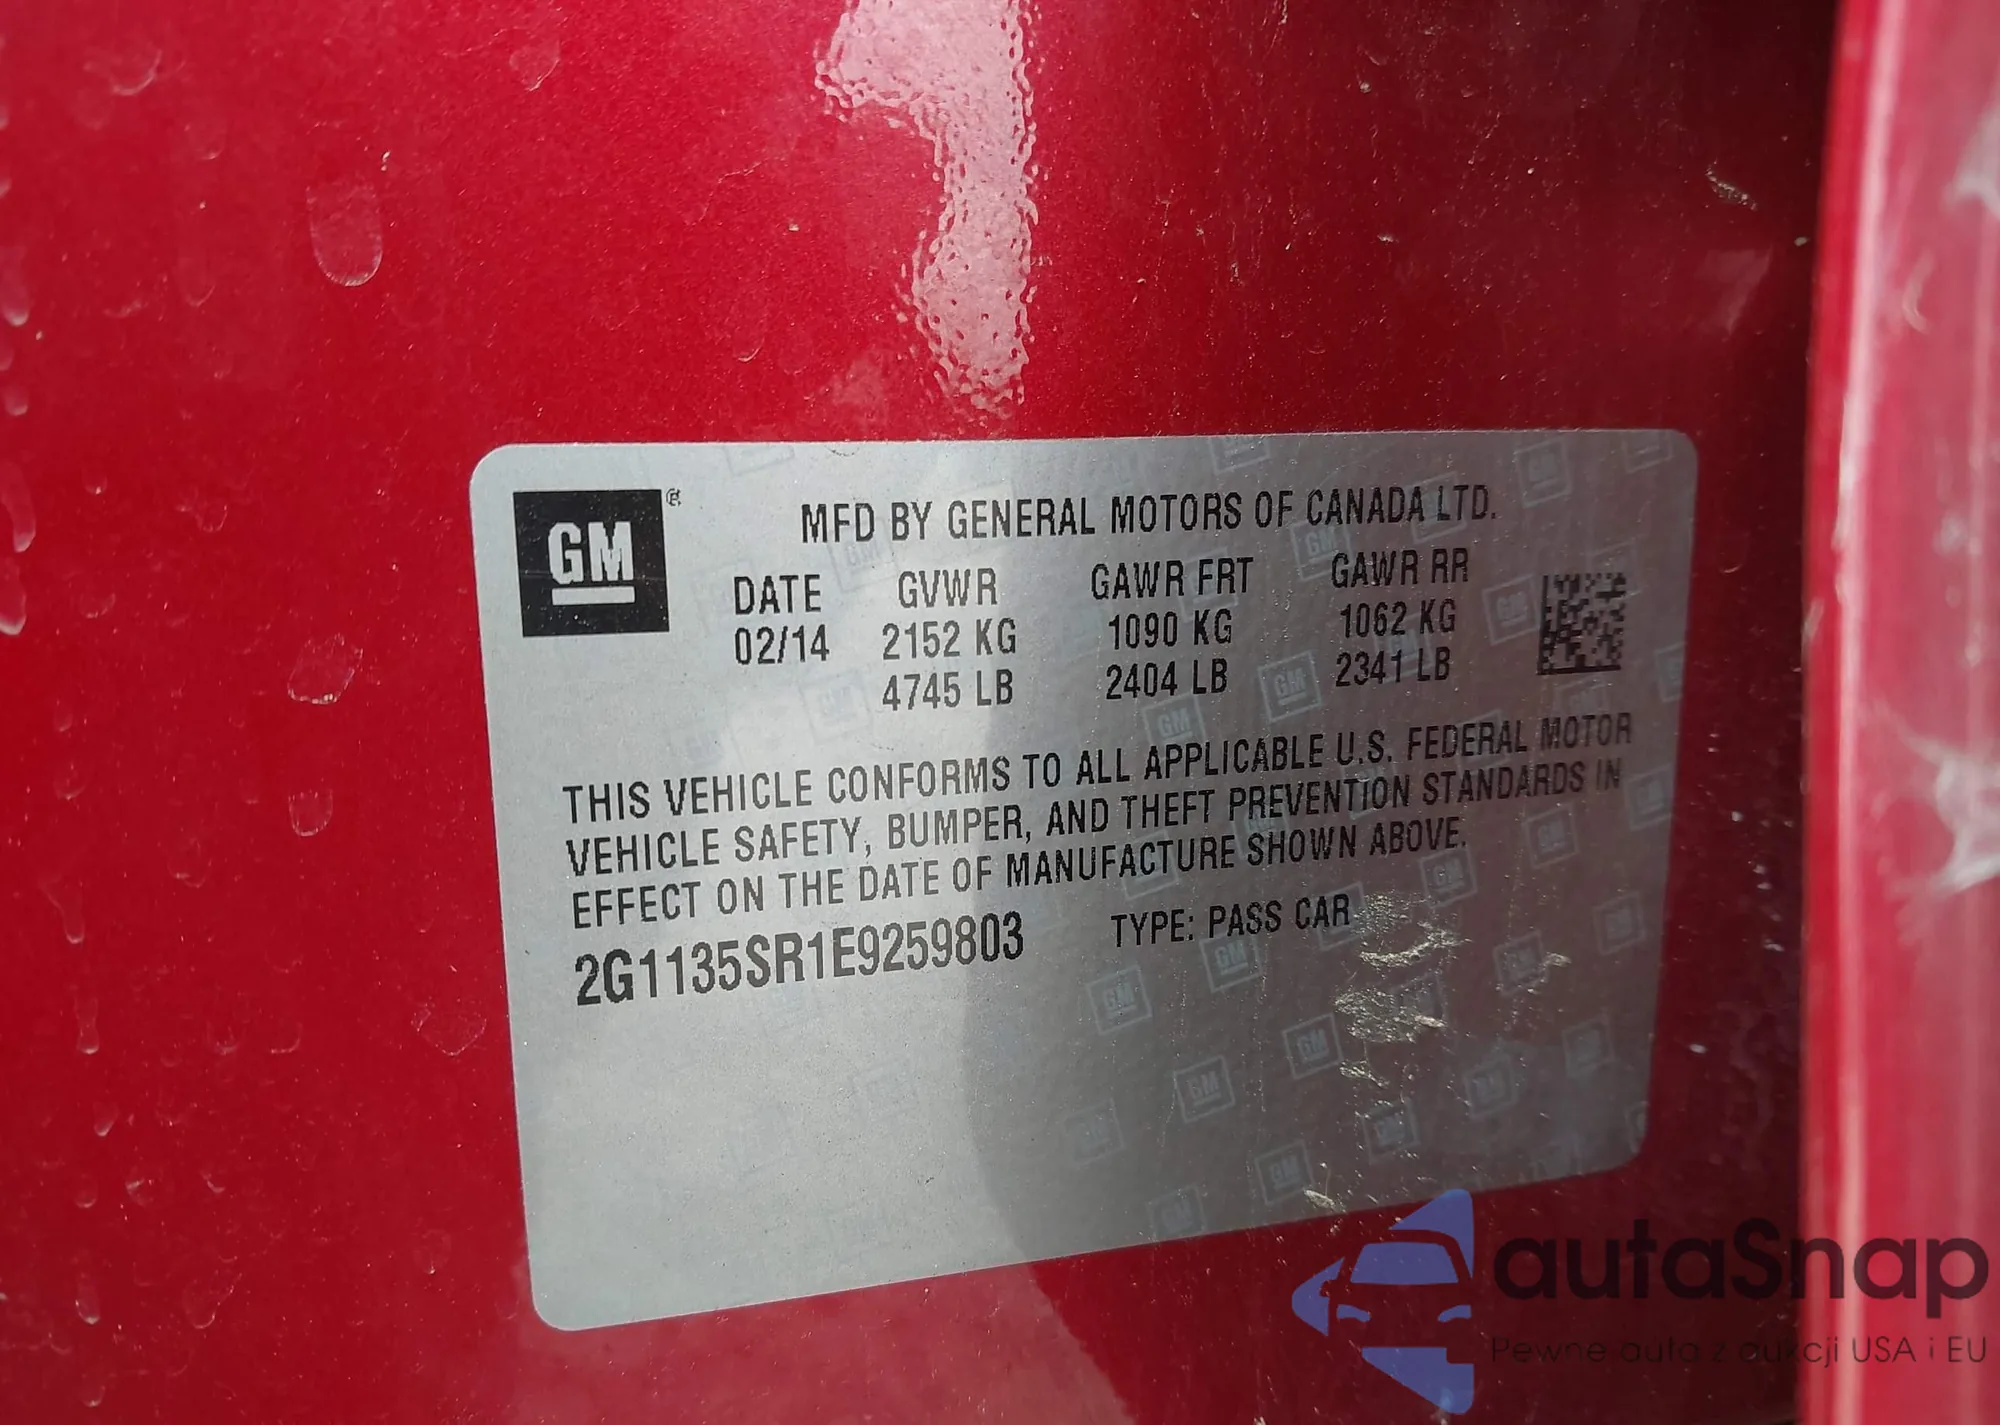 GM ®
MFD BY GENERAL MOTORS OF CANADA LTD.
DATE GVWR GAWR FRT GAWR RR
02/14 2152 KG 1090 KG 1062 KG
4745 LB 2404 LB 2341 LB
THIS VEHICLE CONFORMS TO ALL APPLICABLE U.S. FEDERAL MOTOR
VEHICLE SAFETY, BUMPER, AND THEFT PREVENTION STANDARDS IN
EFFECT ON THE DATE OF MANUFACTURE SHOWN ABOVE.
2G1135SR1E9259803 TYPE: PASS CAR
autaSnap
Pewne auta z aukcji USA i EU